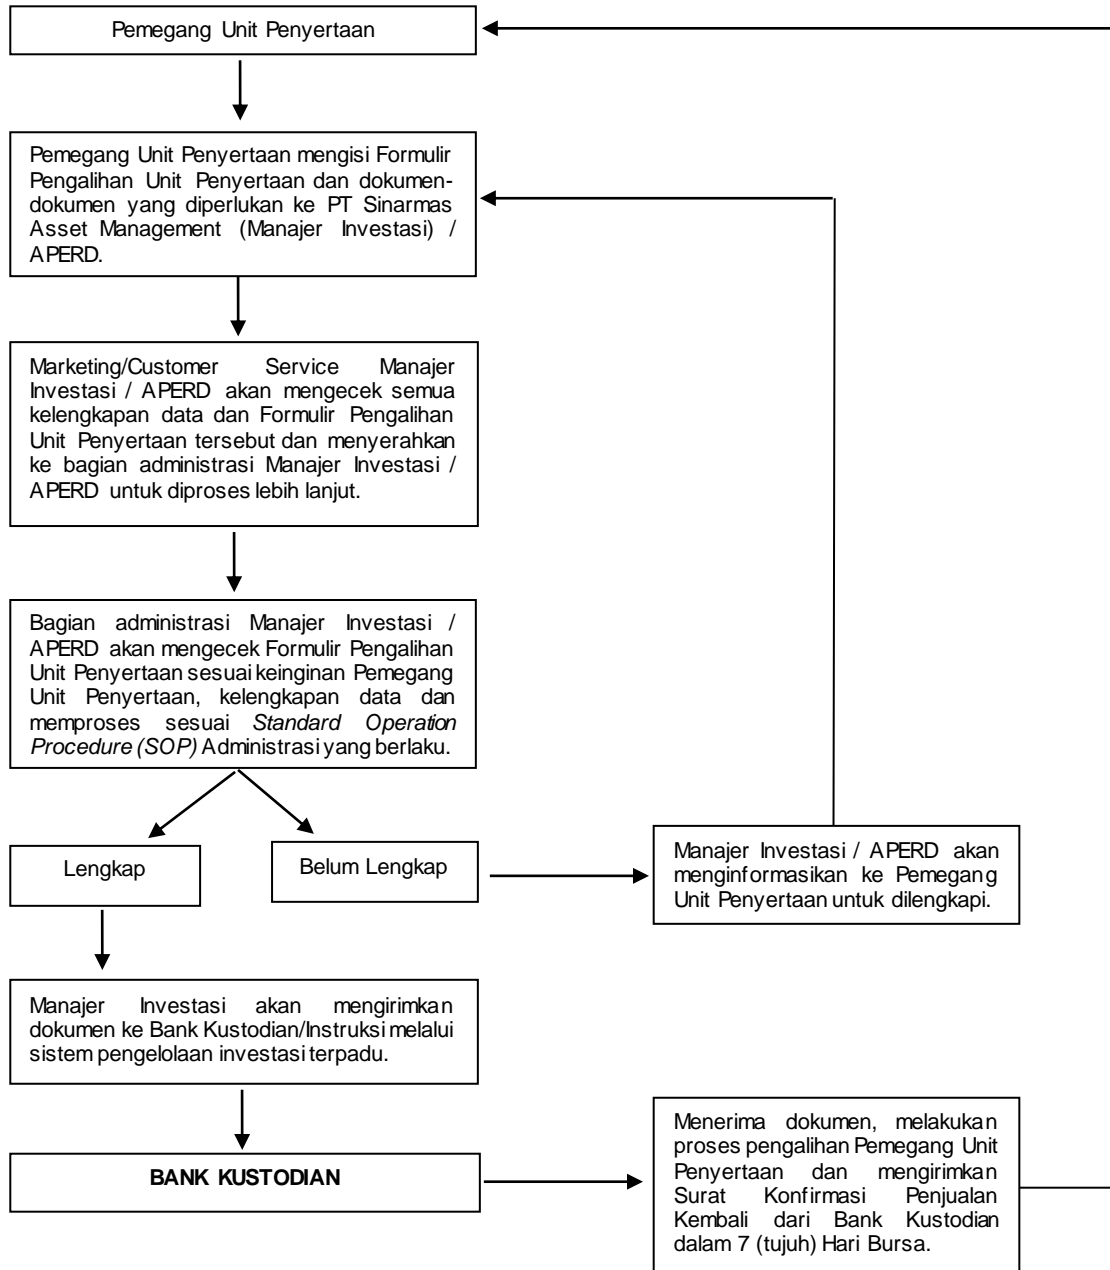 Pemegang Unit Penyertaan
Pemegang Unit Penyertaan mengisi Formulir
Pengalihan Unit Penyertaan dan dokumen-
dokumen yang diperlukan ke PT Sinarmas
Asset Management (Manajer Investasi) /
APERD.
Marketing/Customer Service Manajer
Investasi / APERD akan mengecek semua
kelengkapan data dan Formulir Pengalihan
Unit Penyertaan tersebut dan menyerahkan
ke bagian administrasi Manajer Investasi /
APERD untuk diproses lebih lanjut.
Bagian administrasi Manajer Investasi /
APERD akan mengecek Formulir Pengalihan
Unit Penyertaan sesuai keinginan Pemegang
Unit Penyertaan, kelengkapan data dan
memproses sesuai Standard Operation
Procedure (SOP) Administrasi yang berlaku.
Lengkap
Belum Lengkap
Manajer Investasi / APERD akan
menginformasikan ke Pemegang
Unit Penyertaan untuk dilengkapi.
Manajer Investasi akan mengirimkan
dokumen ke Bank Kustodian/Instruksi melalui
sistem pengelolaan investasi terpadu.
BANK KUSTODIAN
Menerima dokumen, melakukan
proses pengalihan Pemegang Unit
Penyertaan dan mengirimkan
Surat Konfirmasi Penjualan
Kembali dari Bank Kustodian
dalam 7 (tujuh) Hari Bursa.